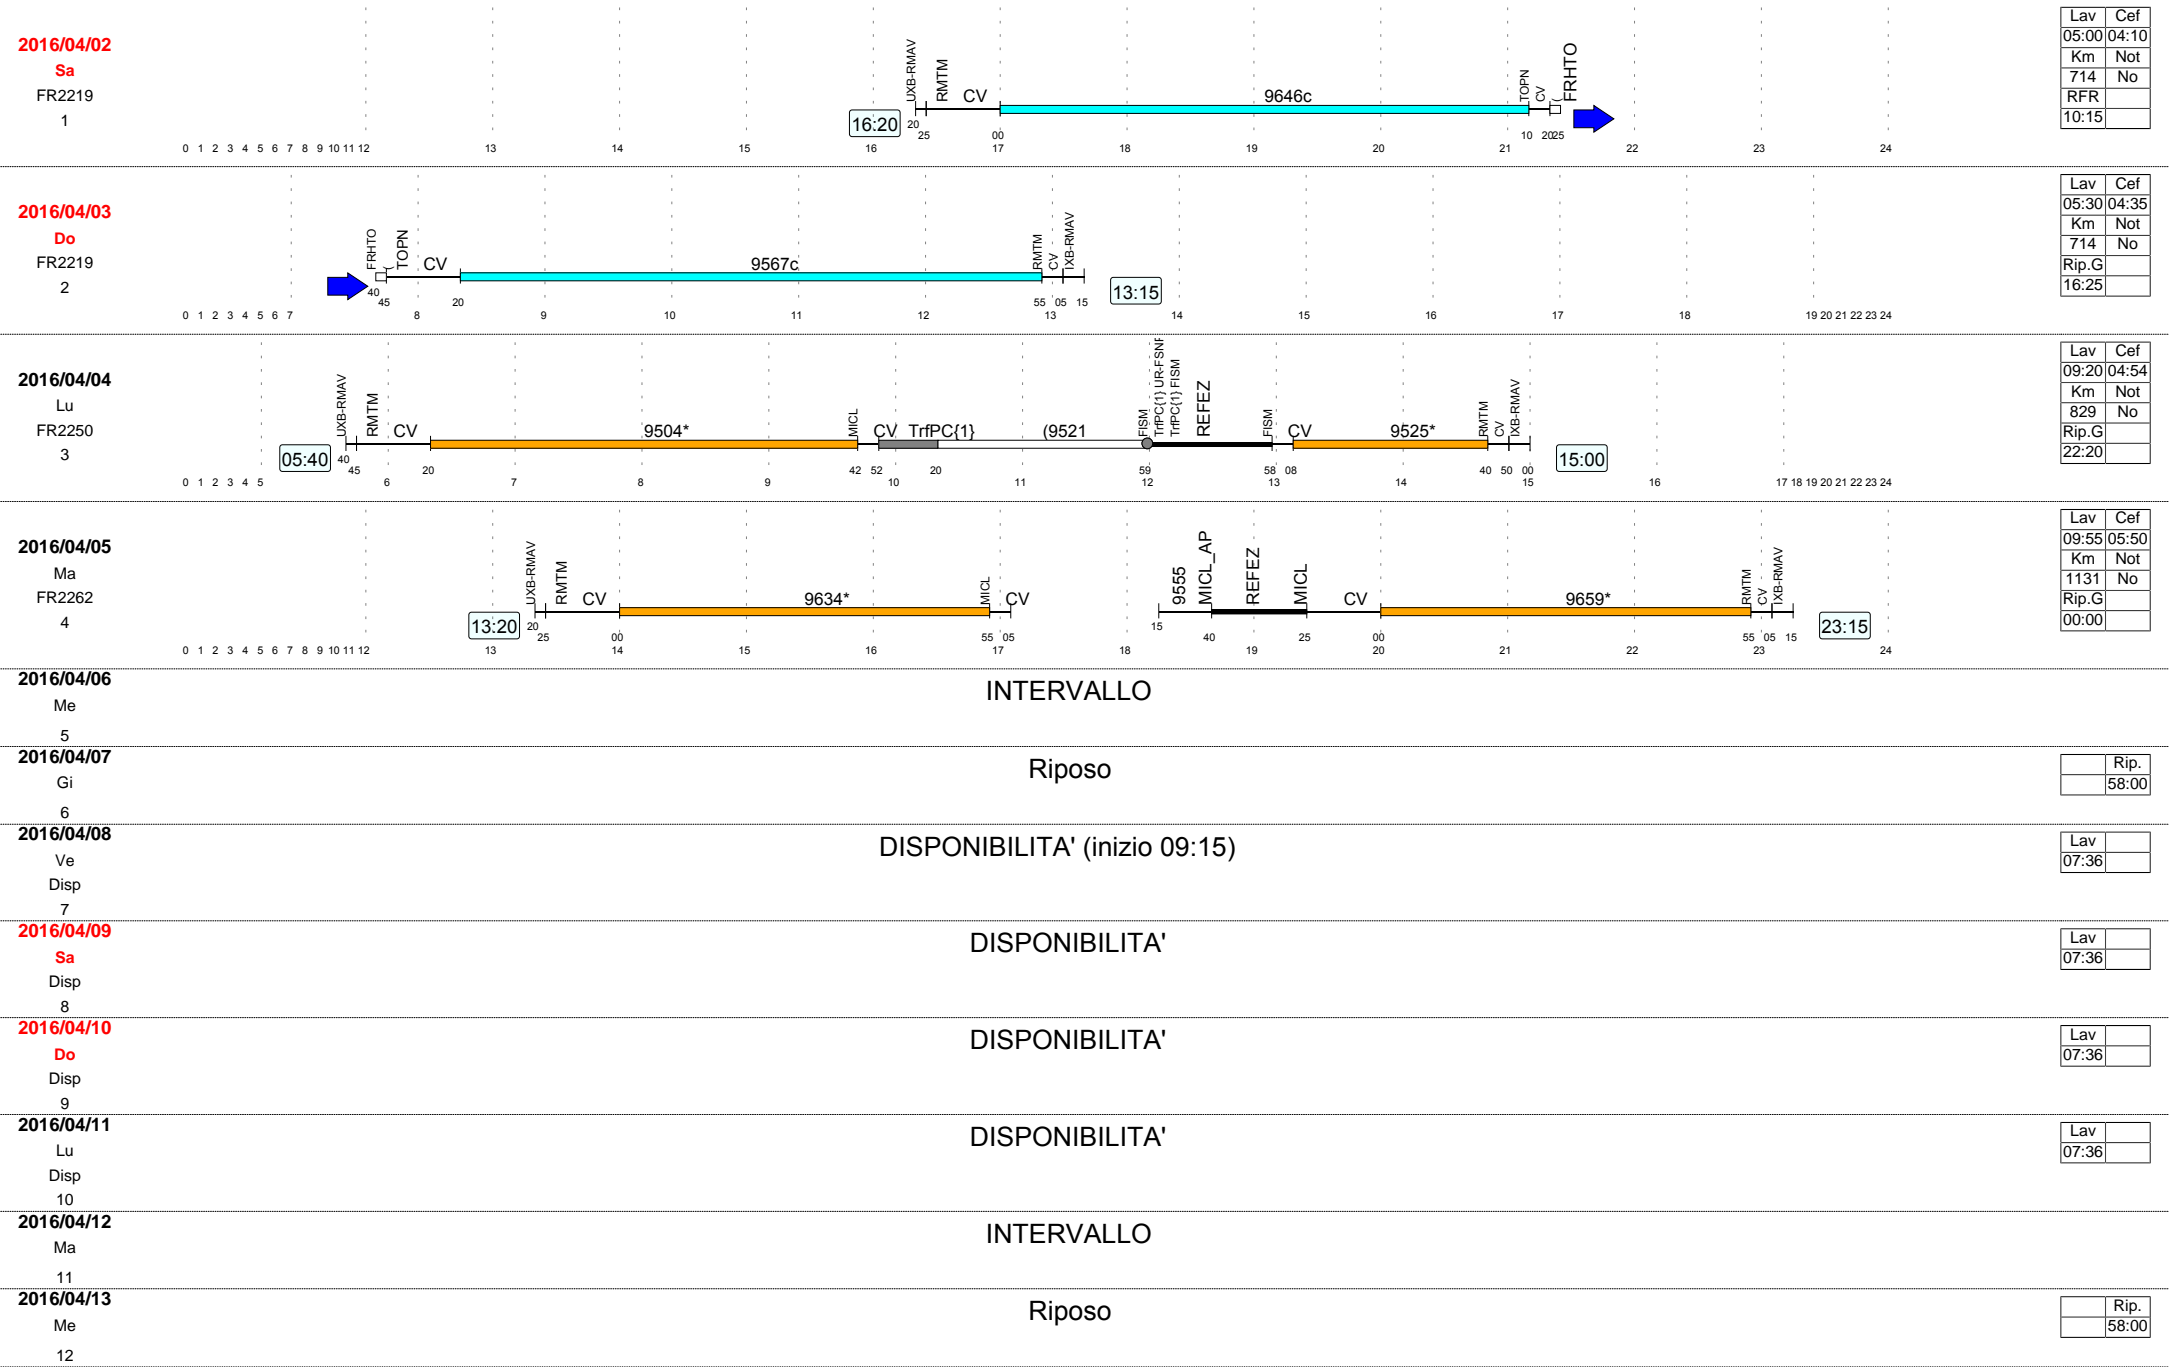 2016/04/02
Sa
FR2219
1
16:20
UXB-RMAV
RMTM
CV
9646c
TOPN
CV
(
FRHTO
20 25 00 10 20 25
0 1 2 3 4 5 6 7 8 9 10 11 12 13 14 15 16 17 18 19 20 21 22 23 24
Lav Cef
05:00 04:10
Km Not
714 No
RFR
10:15
2016/04/03
Do
FR2219
2
FRHTO
(
TOPN
CV
9567c
RMTM
CV
IXB-RMAV
13:15
40 45 20 55 05 15
0 1 2 3 4 5 6 7 8 9 10 11 12 13 14 15 16 17 18 19 20 21 22 23 24
Lav Cef
05:30 04:35
Km Not
714 No
Rip.G
16:25
2016/04/04
Lu
FR2250
3
05:40
UXB-RMAV
RMTM
CV
9504*
MICL
CV
TrfPC{1}
(9521
FISM
TrfPC{1} UR-FSNF
TrfPC{1} FISM
REFEZ
FISM
CV
9525*
RMTM
CV
IXB-RMAV
15:00
40 45 20 42 52 20 59 58 08 40 50 00
0 1 2 3 4 5 6 7 8 9 10 11 12 13 14 15 16 17 18 19 20 21 22 23 24
Lav Cef
09:20 04:54
Km Not
829 No
Rip.G
22:20
2016/04/05
Ma
FR2262
4
13:20
UXB-RMAV
RMTM
CV
9634*
MICL
CV
9555
MICL_AP
REFEZ
MICL
CV
9659*
RMTM
CV
IXB-RMAV
23:15
20 25 00 55 05 15 40 25 00 55 05 15
0 1 2 3 4 5 6 7 8 9 10 11 12 13 14 15 16 17 18 19 20 21 22 23 24
Lav Cef
09:55 05:50
Km Not
1131 No
Rip.G
00:00
2016/04/06
Me
5
INTERVALLO
2016/04/07
Gi
6
Riposo
Rip.
58:00
2016/04/08
Ve
Disp
7
DISPONIBILITA' (inizio 09:15)
Lav
07:36
2016/04/09
Sa
Disp
8
DISPONIBILITA'
Lav
07:36
2016/04/10
Do
Disp
9
DISPONIBILITA'
Lav
07:36
2016/04/11
Lu
Disp
10
DISPONIBILITA'
Lav
07:36
2016/04/12
Ma
11
INTERVALLO
2016/04/13
Me
12
Riposo
Rip.
58:00